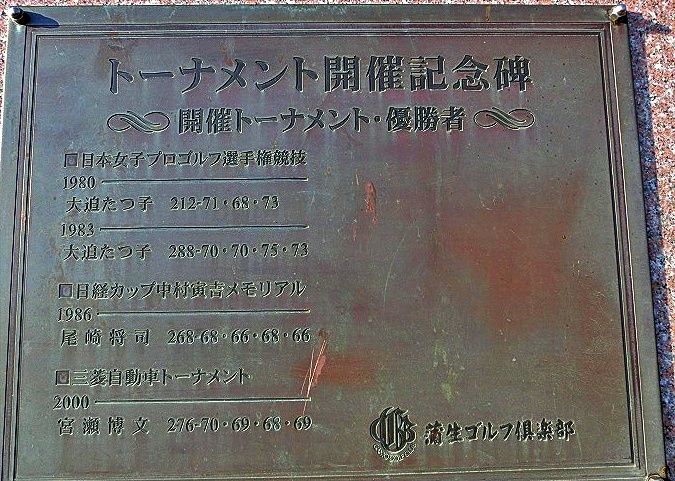 トーナメント開催記念碑
開催トーナメント・優勝者
日本女子プロゴルフ選手権競技
1980
大迫たつ子 212-71・68・73
1983
大迫たつ子 288-70・70・75・73
日経カップ中村寅吉メモリアル
1986
尾崎将司 268-68・66・68・66
三菱自動車トーナメント
2000
宮瀬博文 276-70・69・68・69
蒲生ゴルフ倶楽部